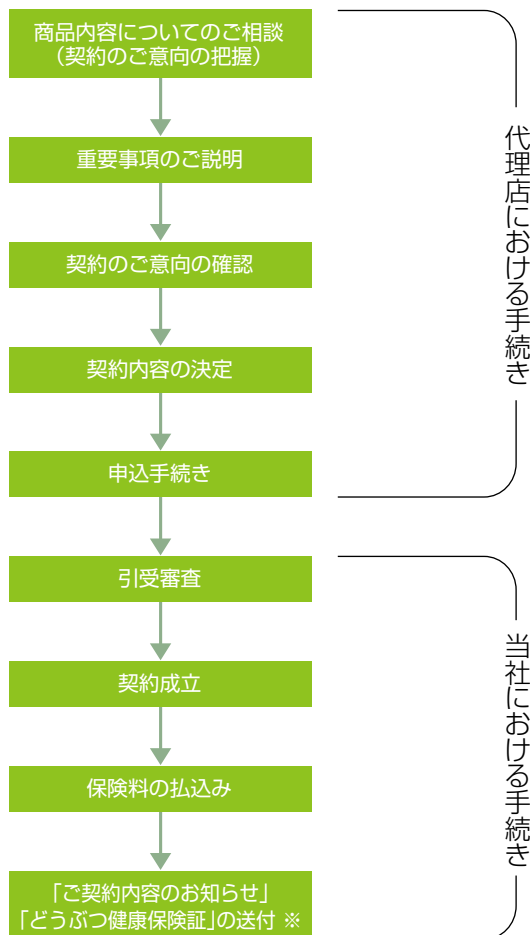 商品内容についてのご相談
（契約のご意向の把握）
重要事項のご説明
契約のご意向の確認
契約内容の決定
申込手続き
代理店における手続き
引受審査
契約成立
保険料の払込み
「ご契約内容のお知らせ」
「どうぶつ健康保険証」の送付 ※
当社における手続き